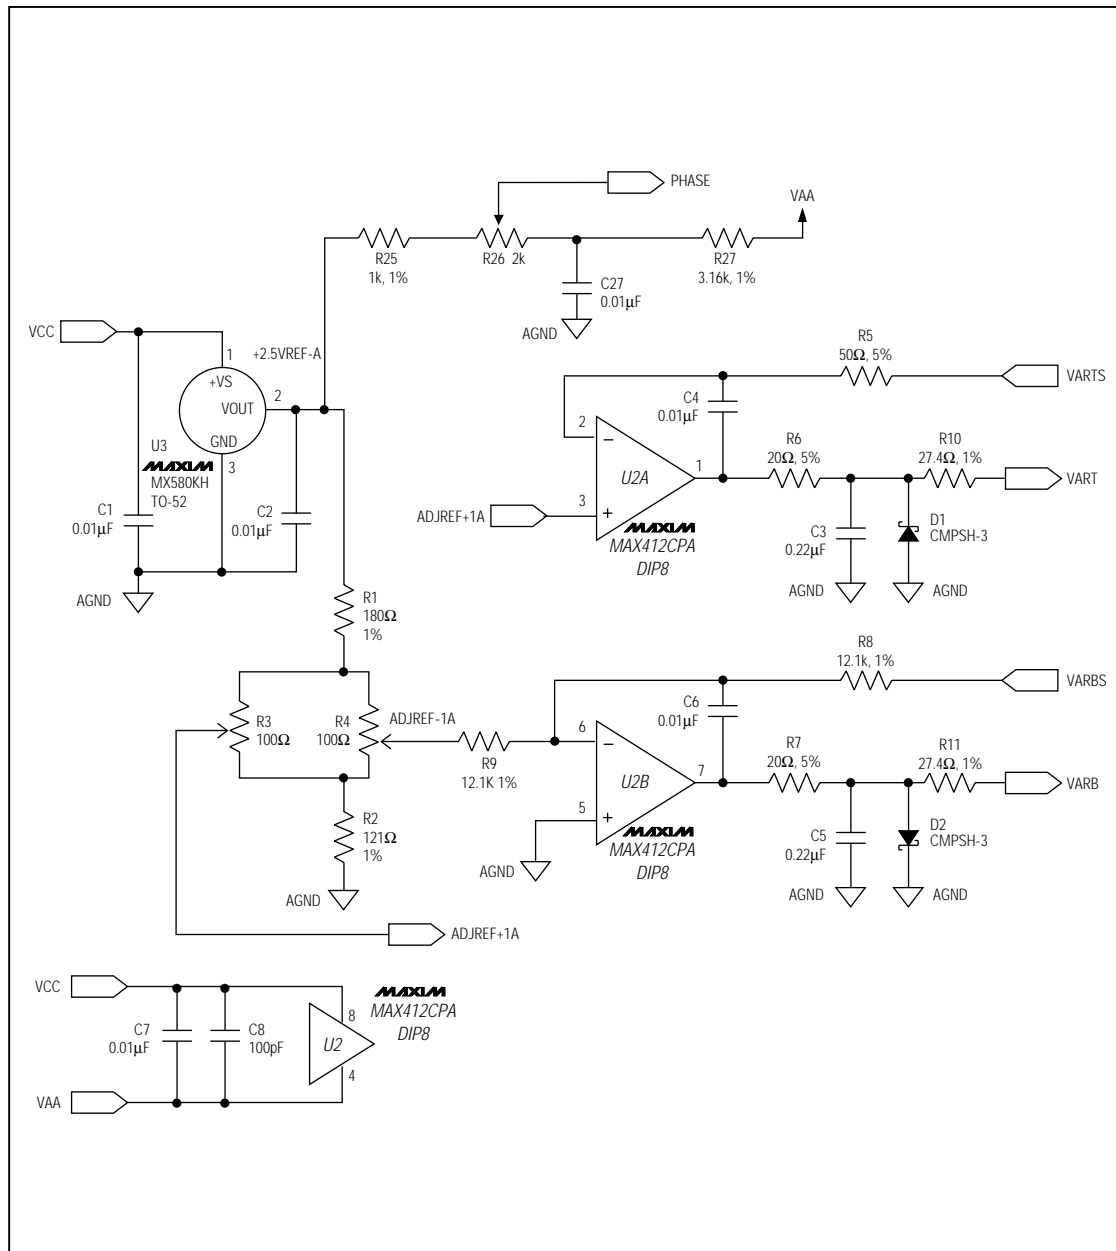 PHASE
VAA
R25
1k, 1%
R26 2k
R27
3.16k, 1%
C27
0.01µF
AGND
VCC
1
+2.5VREF-A
+VS
VOUT
2
GND
3
U3
MAXIM
MX580KH
TO-52
C1
0.01µF
C2
0.01µF
AGND
R5
50Ω, 5%
VARTS
C4
0.01µF
2
−
U2A
1
3
+
ADJREF+1A
MAXIM
MAX412CPA
DIP8
R6
20Ω, 5%
R10
27.4Ω, 1%
VART
C3
0.22µF
D1
CMPSH-3
AGND
AGND
R1
180Ω
1%
R3
100Ω
R4
100Ω
ADJREF-1A
R9
12.1K 1%
R2
121Ω
1%
AGND
ADJREF+1A
R8
12.1k, 1%
VARBS
C6
0.01µF
6
−
U2B
7
5
+
AGND
MAXIM
MAX412CPA
DIP8
R7
20Ω, 5%
R11
27.4Ω, 1%
VARB
C5
0.22µF
D2
CMPSH-3
AGND
AGND
VCC
C7
0.01µF
C8
100pF
8
U2
4
MAXIM
MAX412CPA
DIP8
VAA